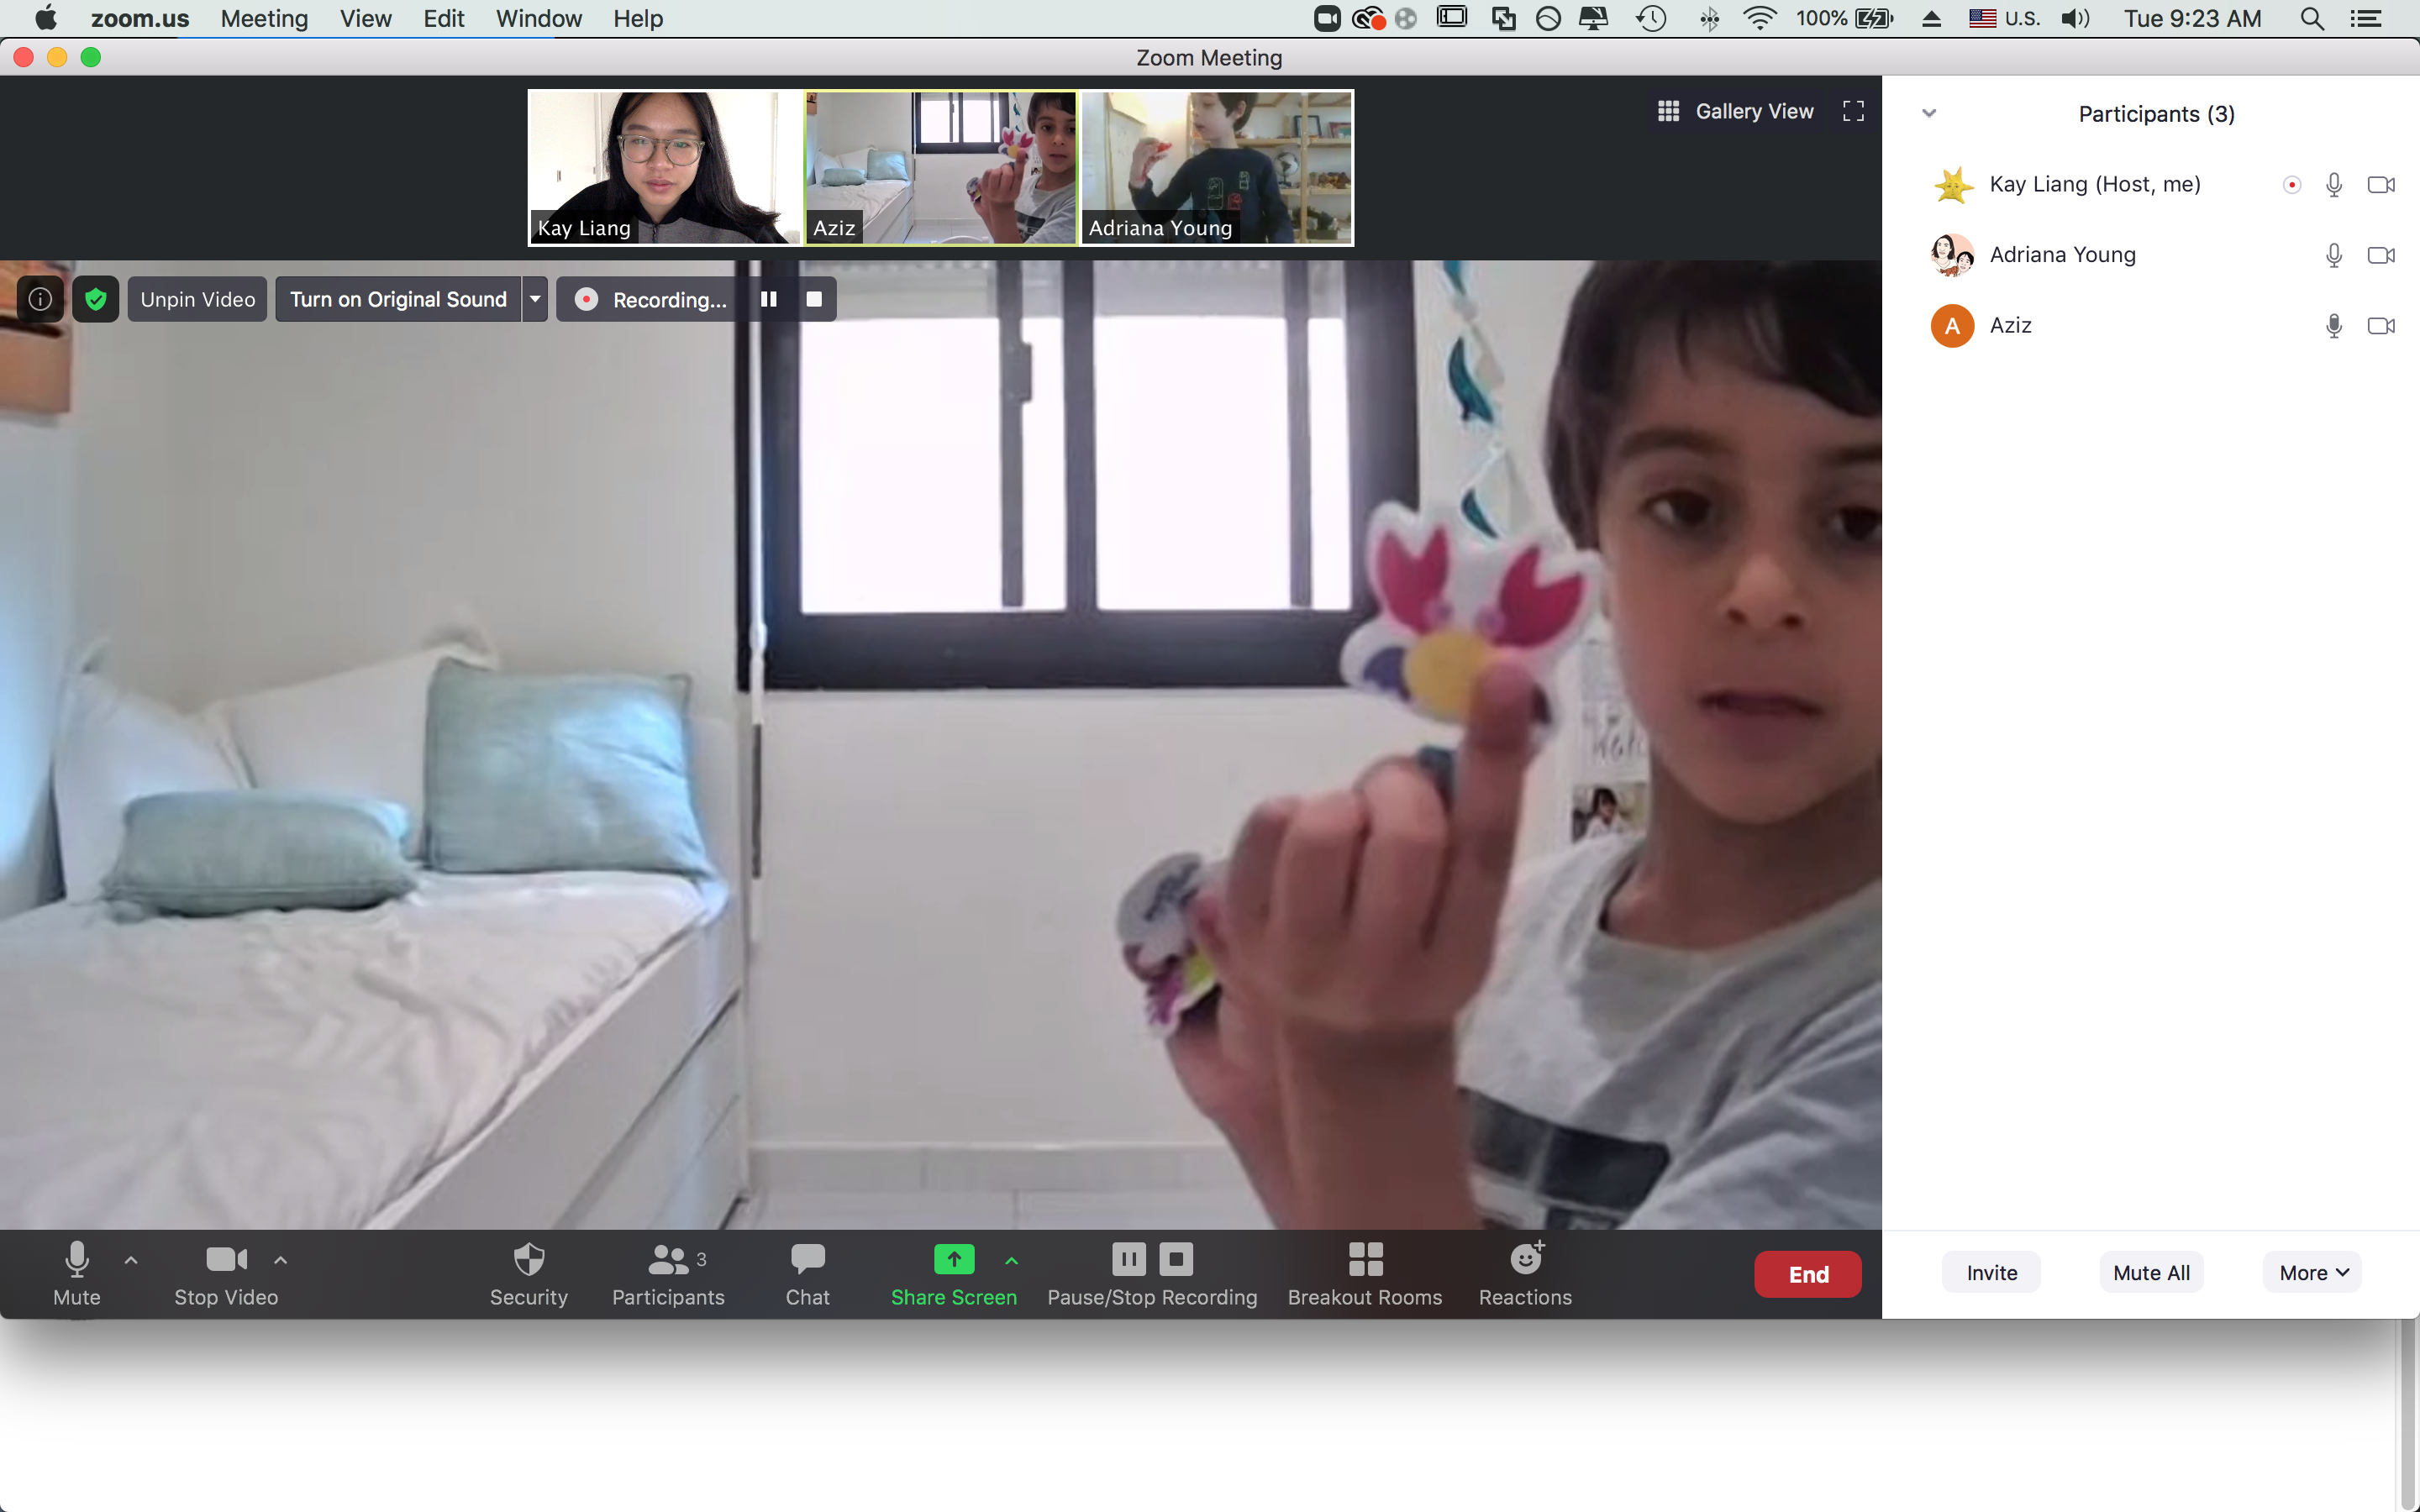 zoom.us Meeting View Edit Window Help 100% U.S. Tue 9:23 AM
Zoom Meeting
Kay Liang
Aziz
Adriana Young
Gallery View
Unpin Video
Turn on Original Sound
Recording...
Participants (3)
Kay Liang (Host, me)
Adriana Young
A Aziz
Mute
Stop Video
Security
Participants 3
Chat
Share Screen
Pause/Stop Recording
Breakout Rooms
Reactions
End
Invite
Mute All
More